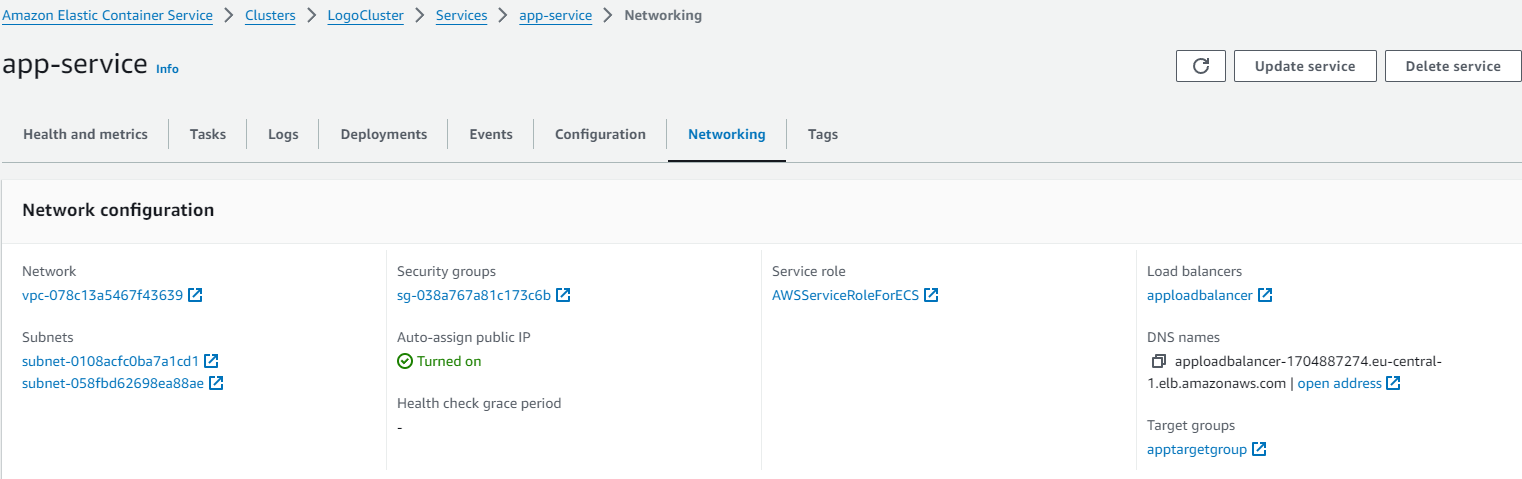 Amazon Elastic Container Service > Clusters > LogoCluster > Services > app-service > Networking
app-service Info
Update service
Delete service
Health and metrics
Tasks
Logs
Deployments
Events
Configuration
Networking
Tags
Network configuration
Network
vpc-078c13a5467f43639
Subnets
subnet-0108acfc0ba7a1cd1
subnet-058fbd62698ea88ae
Security groups
sg-038a767a81c173c6b
Auto-assign public IP
Turned on
Health check grace period
-
Service role
AWSServiceRoleForECS
Load balancers
apploadbalancer
DNS names
apploadbalancer-1704887274.eu-central-
1.elb.amazonaws.com | open address
Target groups
apptargetgroup